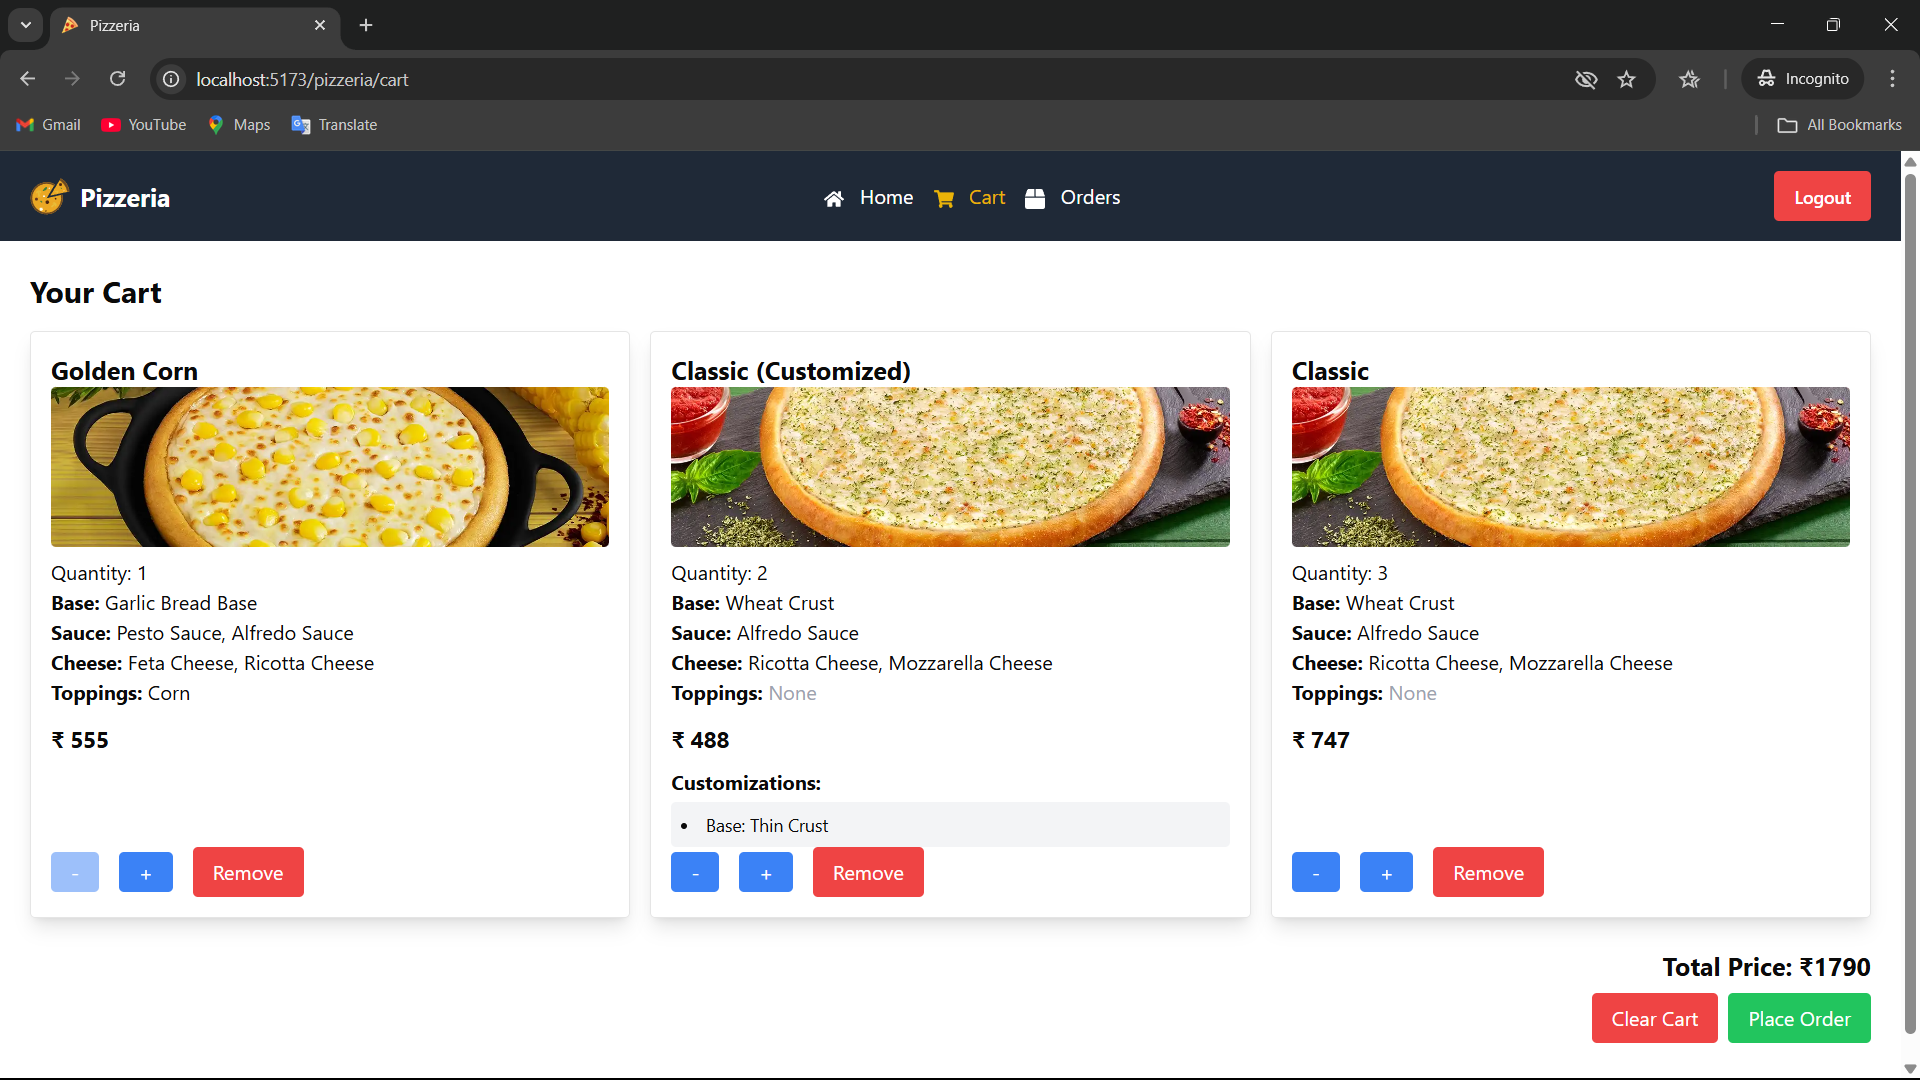 Pizzeria
localhost:5173/pizzeria/cart
Incognito
Gmail
YouTube
Maps
Translate
All Bookmarks
Pizzeria
Home
Cart
Orders
Logout
Your Cart
Golden Corn
Quantity: 1
Base: Garlic Bread Base
Sauce: Pesto Sauce, Alfredo Sauce
Cheese: Feta Cheese, Ricotta Cheese
Toppings: Corn
₹ 555
- + Remove
Classic (Customized)
Quantity: 2
Base: Wheat Crust
Sauce: Alfredo Sauce
Cheese: Ricotta Cheese, Mozzarella Cheese
Toppings: None
₹ 488
Customizations:
• Base: Thin Crust
- + Remove
Classic
Quantity: 3
Base: Wheat Crust
Sauce: Alfredo Sauce
Cheese: Ricotta Cheese, Mozzarella Cheese
Toppings: None
₹ 747
- + Remove
Total Price: ₹1790
Clear Cart
Place Order